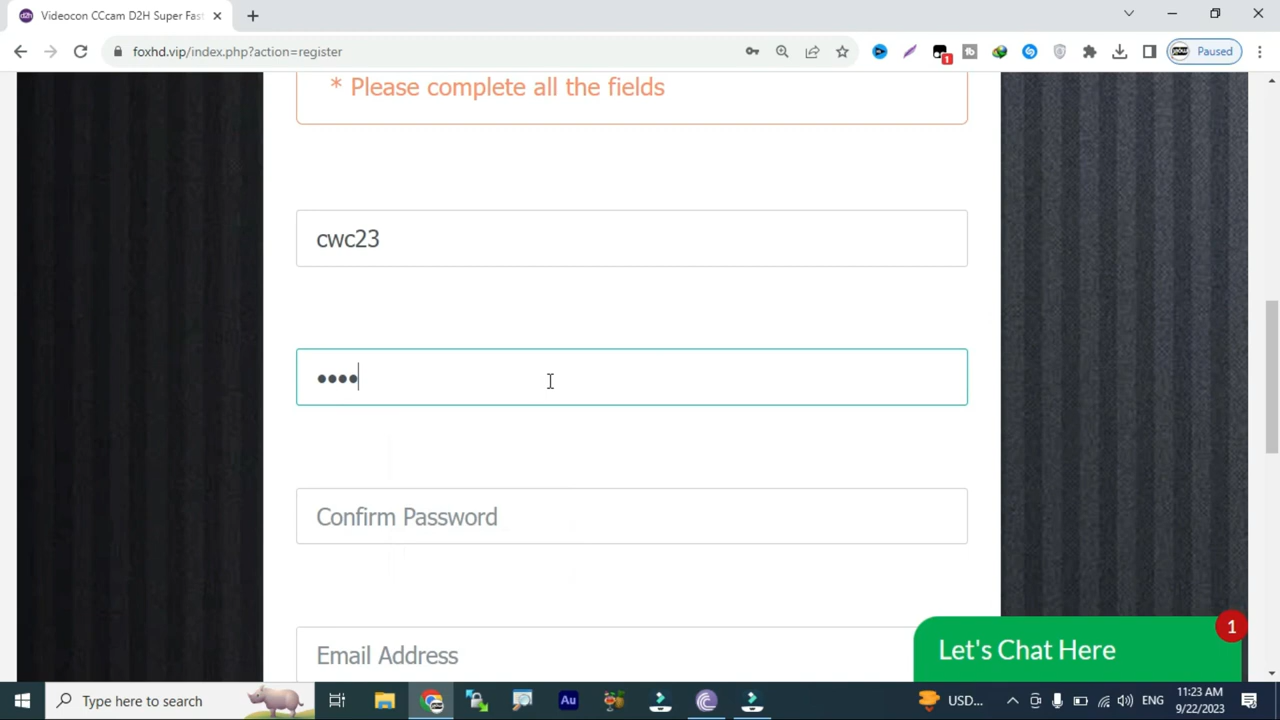 Videocon CCcam D2H Super Fast
foxhd.vip/index.php?action=register
1
Paused
* Please complete all the fields
cwc23
••••
Confirm Password
Email Address
Let's Chat Here
1
Type here to search
Au
USD...
ENG
11:23 AM
9/22/2023